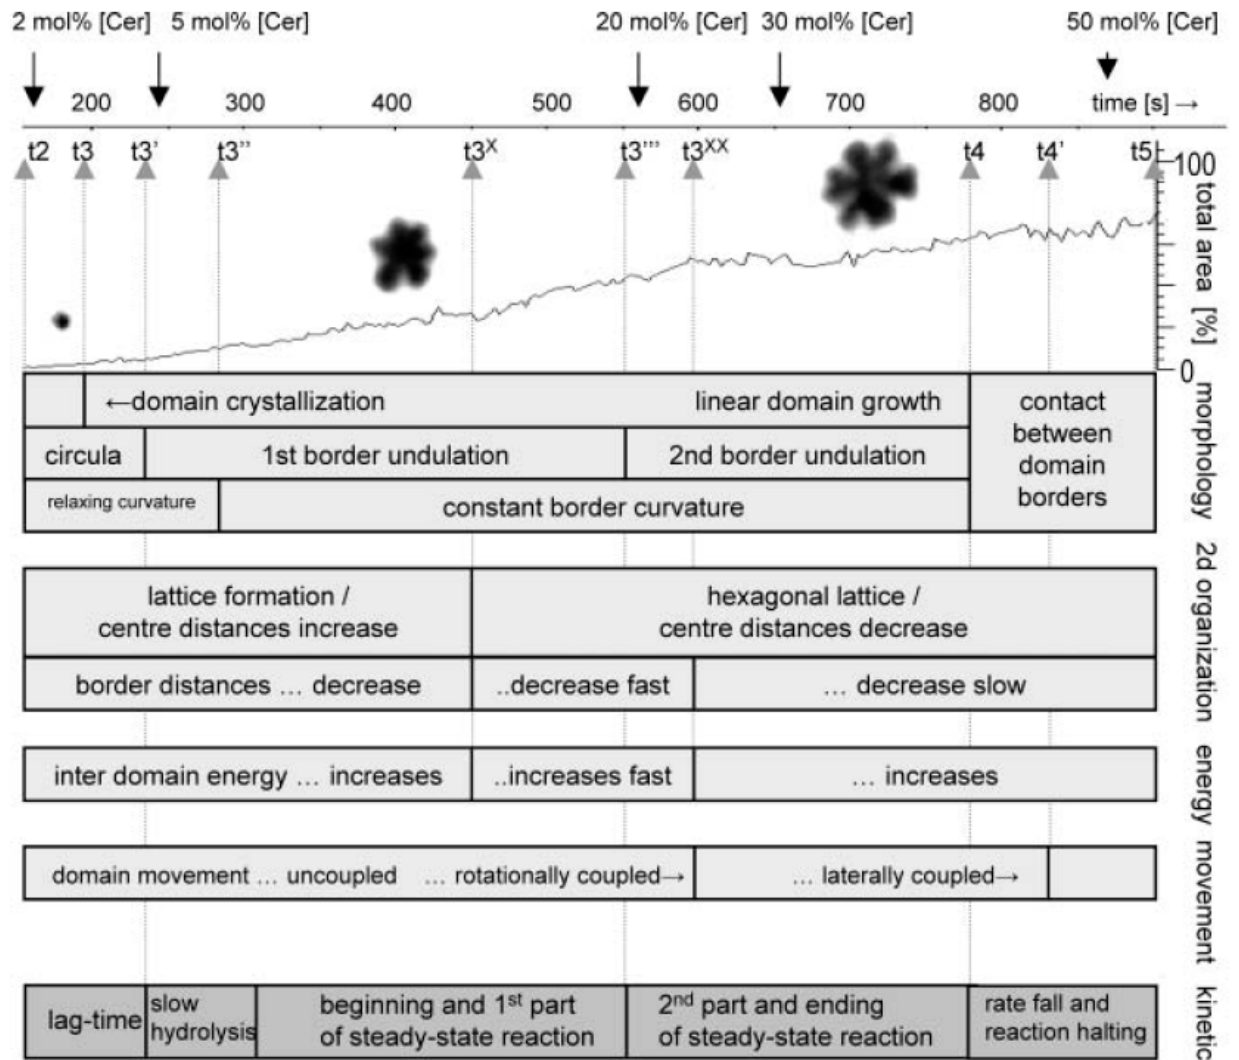 2 mol% [Cer] 5 mol% [Cer] 20 mol% [Cer] 30 mol% [Cer] 50 mol% [Cer]
200 300 400 500 600 700 800 time [s] →
t2 t3 t3' t3'' t3X t3''' t3XX t4 t4' t5
100
total area [%]
0
←domain crystallization linear domain growth
circula 1st border undulation 2nd border undulation
relaxing curvature constant border curvature
contact
between
domain
borders
morphology
lattice formation /
centre distances increase
hexagonal lattice /
centre distances decrease
border distances ... decrease ..decrease fast ... decrease slow
2d organization
inter domain energy ... increases ..increases fast ... increases
energy
domain movement ... uncoupled ... rotationally coupled→ ... laterally coupled→
movement
lag-time
slow
hydrolysis
beginning and 1st part
of steady-state reaction
2nd part and ending
of steady-state reaction
rate fall and
reaction halting
kinetic